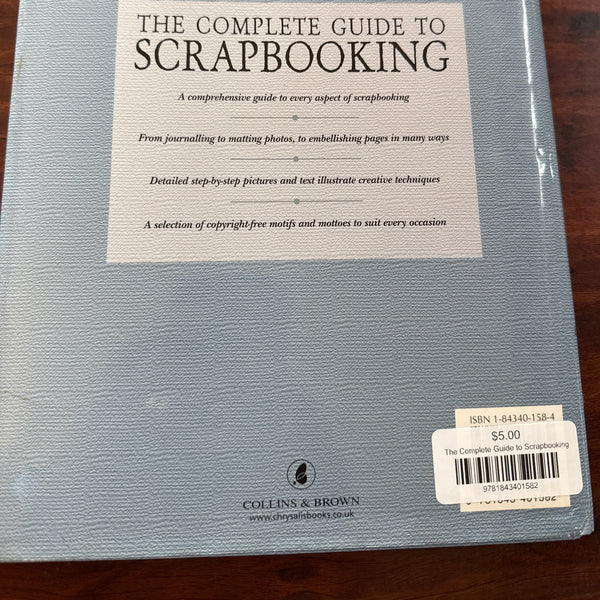 THE COMPLETE GUIDE TO
SCRAPBOOKING
A comprehensive guide to every aspect of scrapbooking
From journalling to matting photos, to embellishing pages in many ways
Detailed step-by-step pictures and text illustrate creative techniques
A selection of copyright-free motifs and mottoes to suit every occasion
ISBN 1-84340-158-4
$5.00
The Complete Guide to Scrapbooking
9781843401582
COLLINS & BROWN
www.chrysalisbooks.co.uk